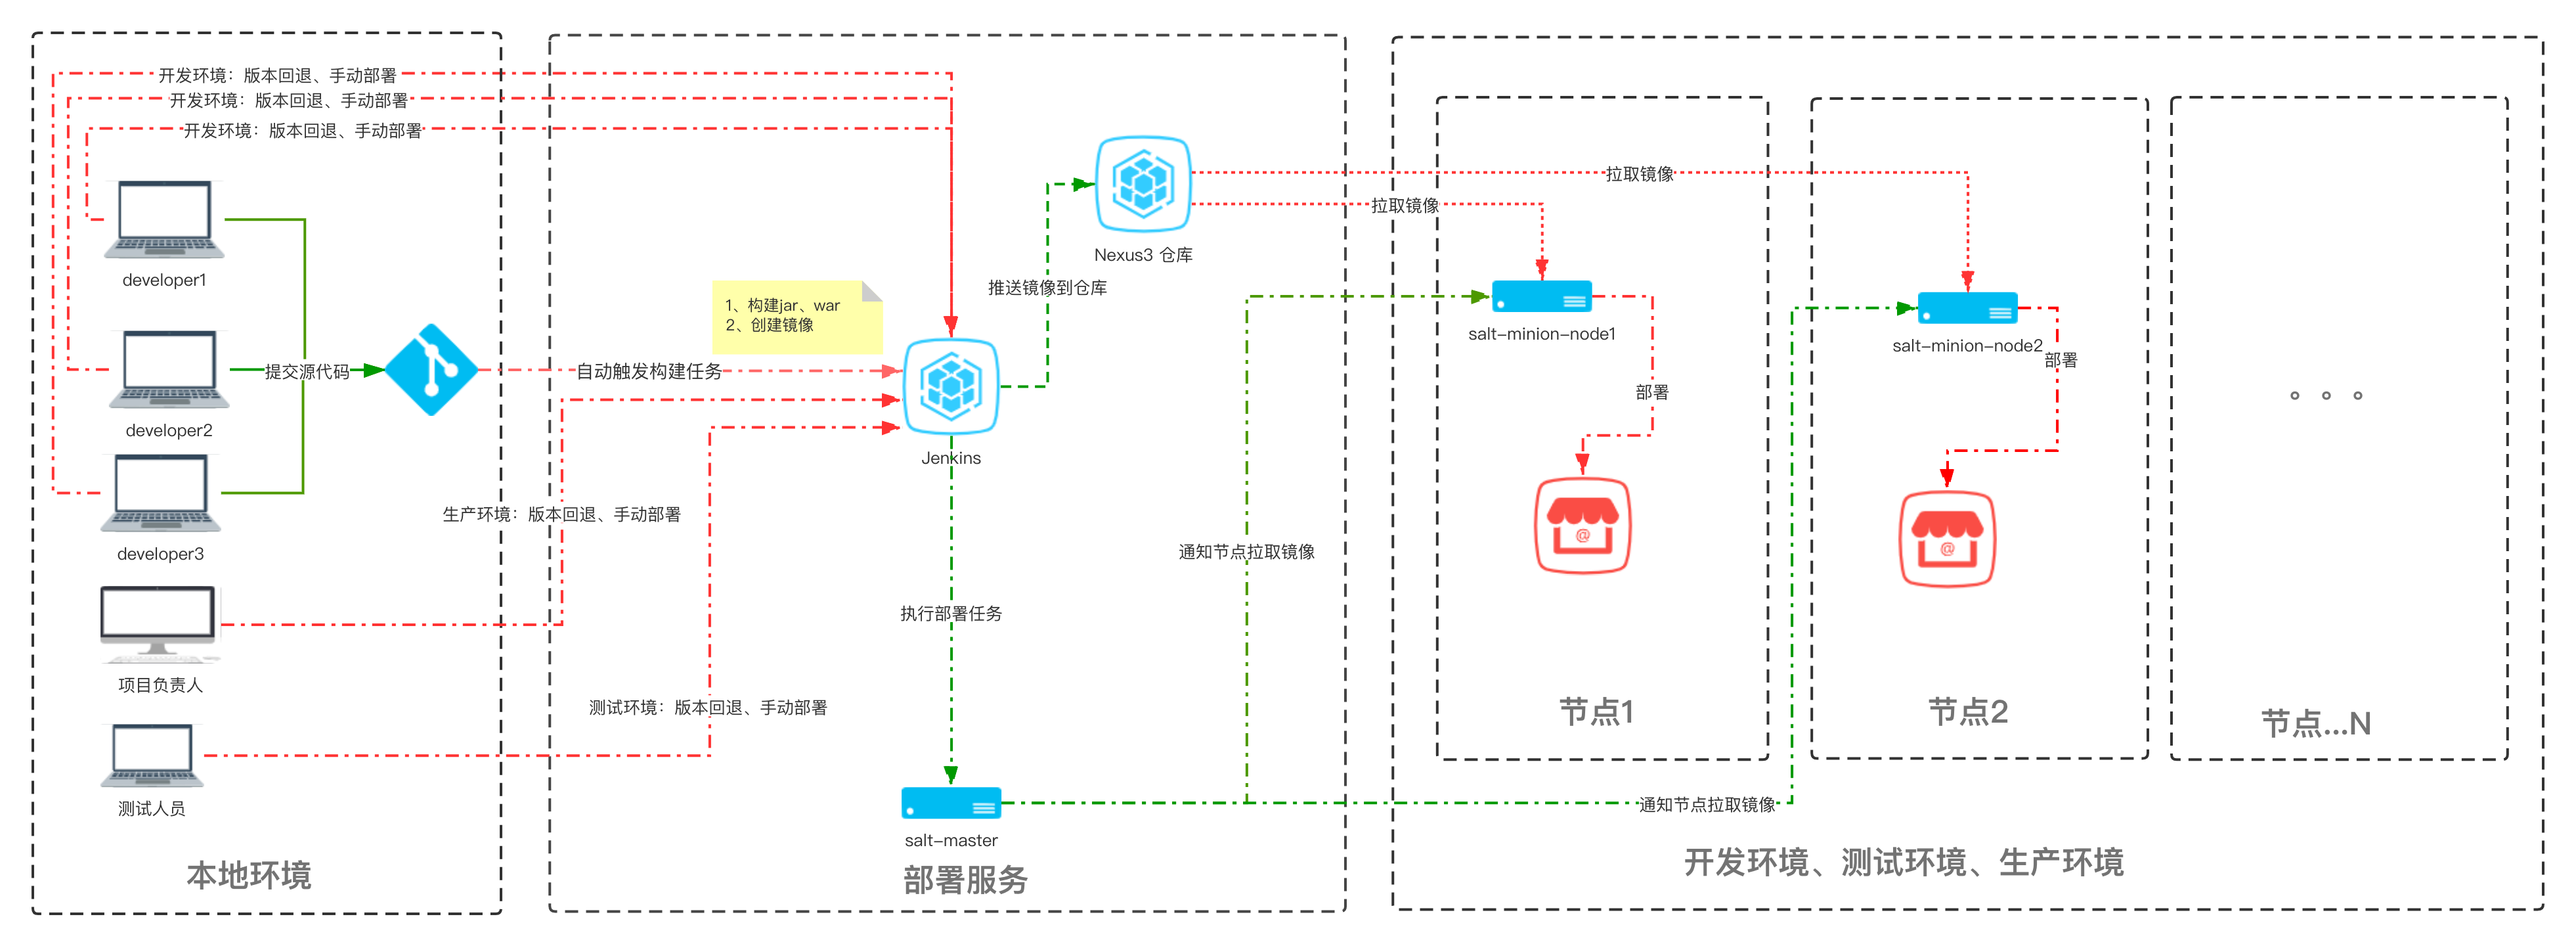 开发环境：版本回退、手动部署
开发环境：版本回退、手动部署
开发环境：版本回退、手动部署
developer1
developer2
developer3
项目负责人
测试人员
提交源代码
本地环境
自动触发构建任务
1、构建jar、war
2、创建镜像
Jenkins
生产环境：版本回退、手动部署
测试环境：版本回退、手动部署
推送镜像到仓库
Nexus3 仓库
执行部署任务
salt-master
部署服务
通知节点拉取镜像
通知节点拉取镜像
拉取镜像
拉取镜像
salt-minion-node1
部署
@
节点1
salt-minion-node2
部署
@
节点2
节点...N
开发环境、测试环境、生产环境